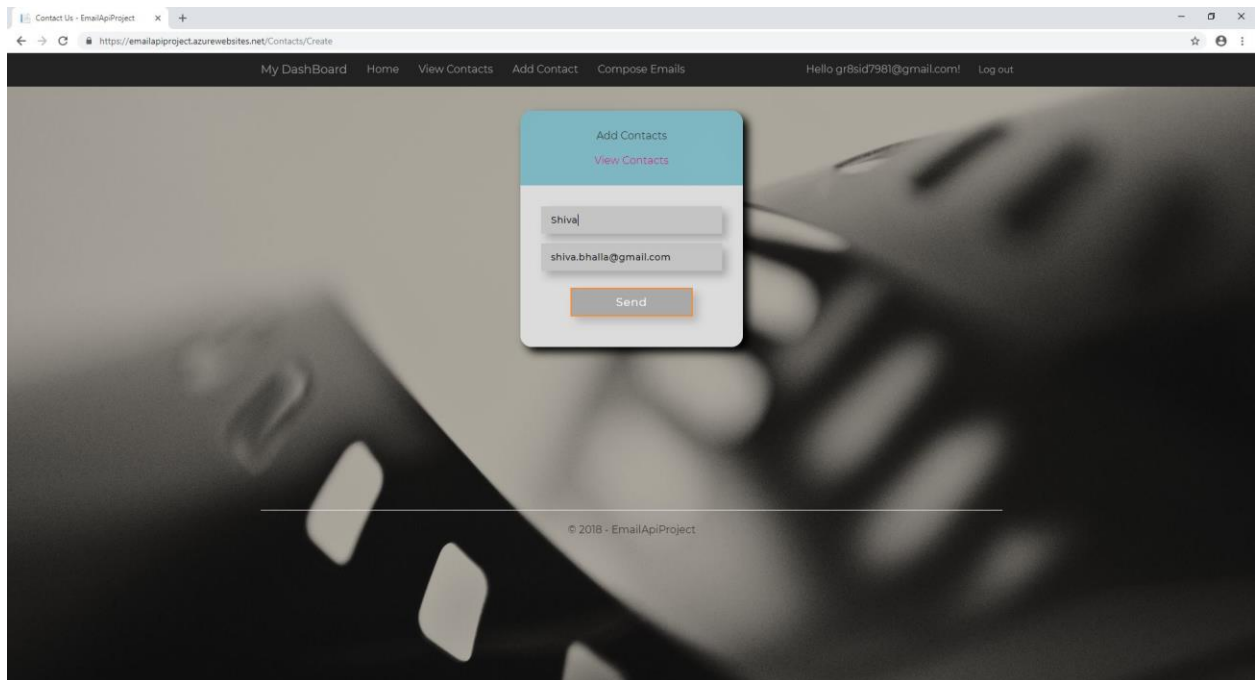 Contact Us - EmailApiProject
https://emailapiproject.azurewebsites.net/Contacts/Create
My DashBoard Home View Contacts Add Contact Compose Emails Hello gr8sid7981@gmail.com! Log out
Add Contacts
View Contacts
Shiva
shiva.bhalla@gmail.com
Send
© 2018 - EmailApiProject